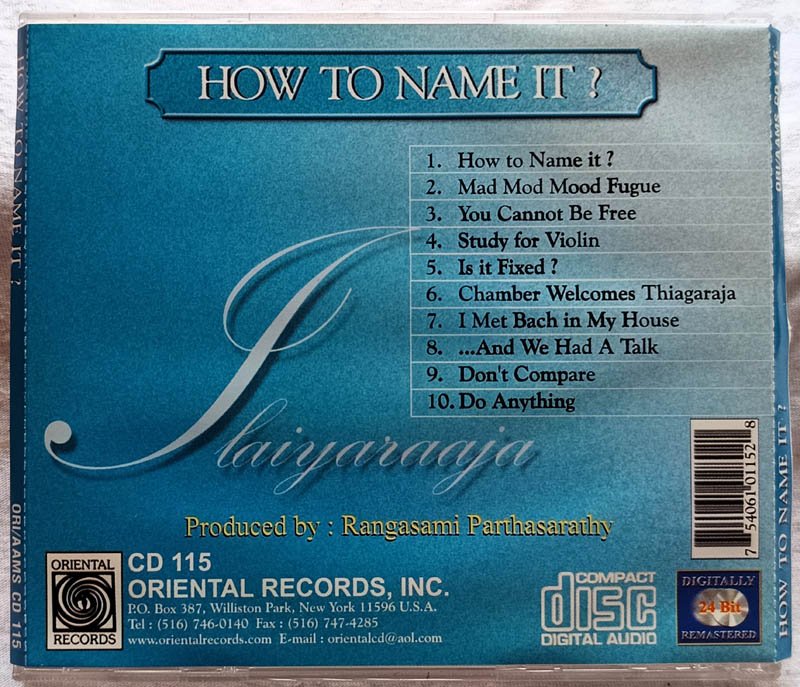 HOW TO NAME IT ?
HOW TO NAME IT ?
1. How to Name it ?
2. Mad Mod Mood Fugue
3. You Cannot Be Free
4. Study for Violin
5. Is it Fixed ?
6. Chamber Welcomes Thiagaraja
7. I Met Bach in My House
8. ...And We Had A Talk
9. Don't Compare
10. Do Anything
Ilaiyaraaja
Produced by : Rangasami Parthasarathy
ORIENTAL
RECORDS
CD 115
ORIENTAL RECORDS, INC.
P.O. Box 387, Williston Park, New York 11596 U.S.A.
Tel : (516) 746-0140 Fax : (516) 747-4285
www.orientalrecords.com E-mail : orientalcd@aol.com
COMPACT
disc
DIGITAL AUDIO
7 54061 01152 8
DIGITALLY
24 Bit
REMASTERED
ORI/AAMS CD 115
ORI/AAMS CD 115
HOW TO NAME IT ?